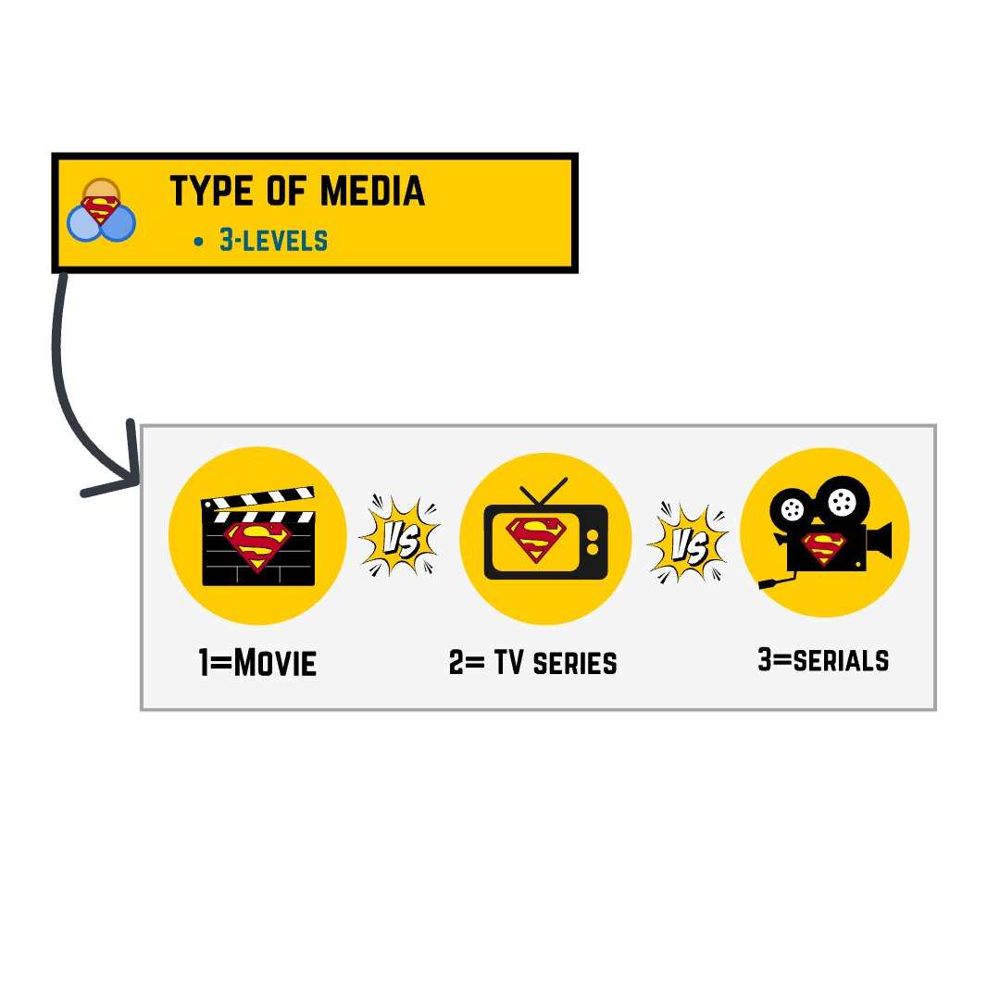 TYPE OF MEDIA
• 3-LEVELS
VS
VS
1=MOVIE
2= TV SERIES
3=SERIALS